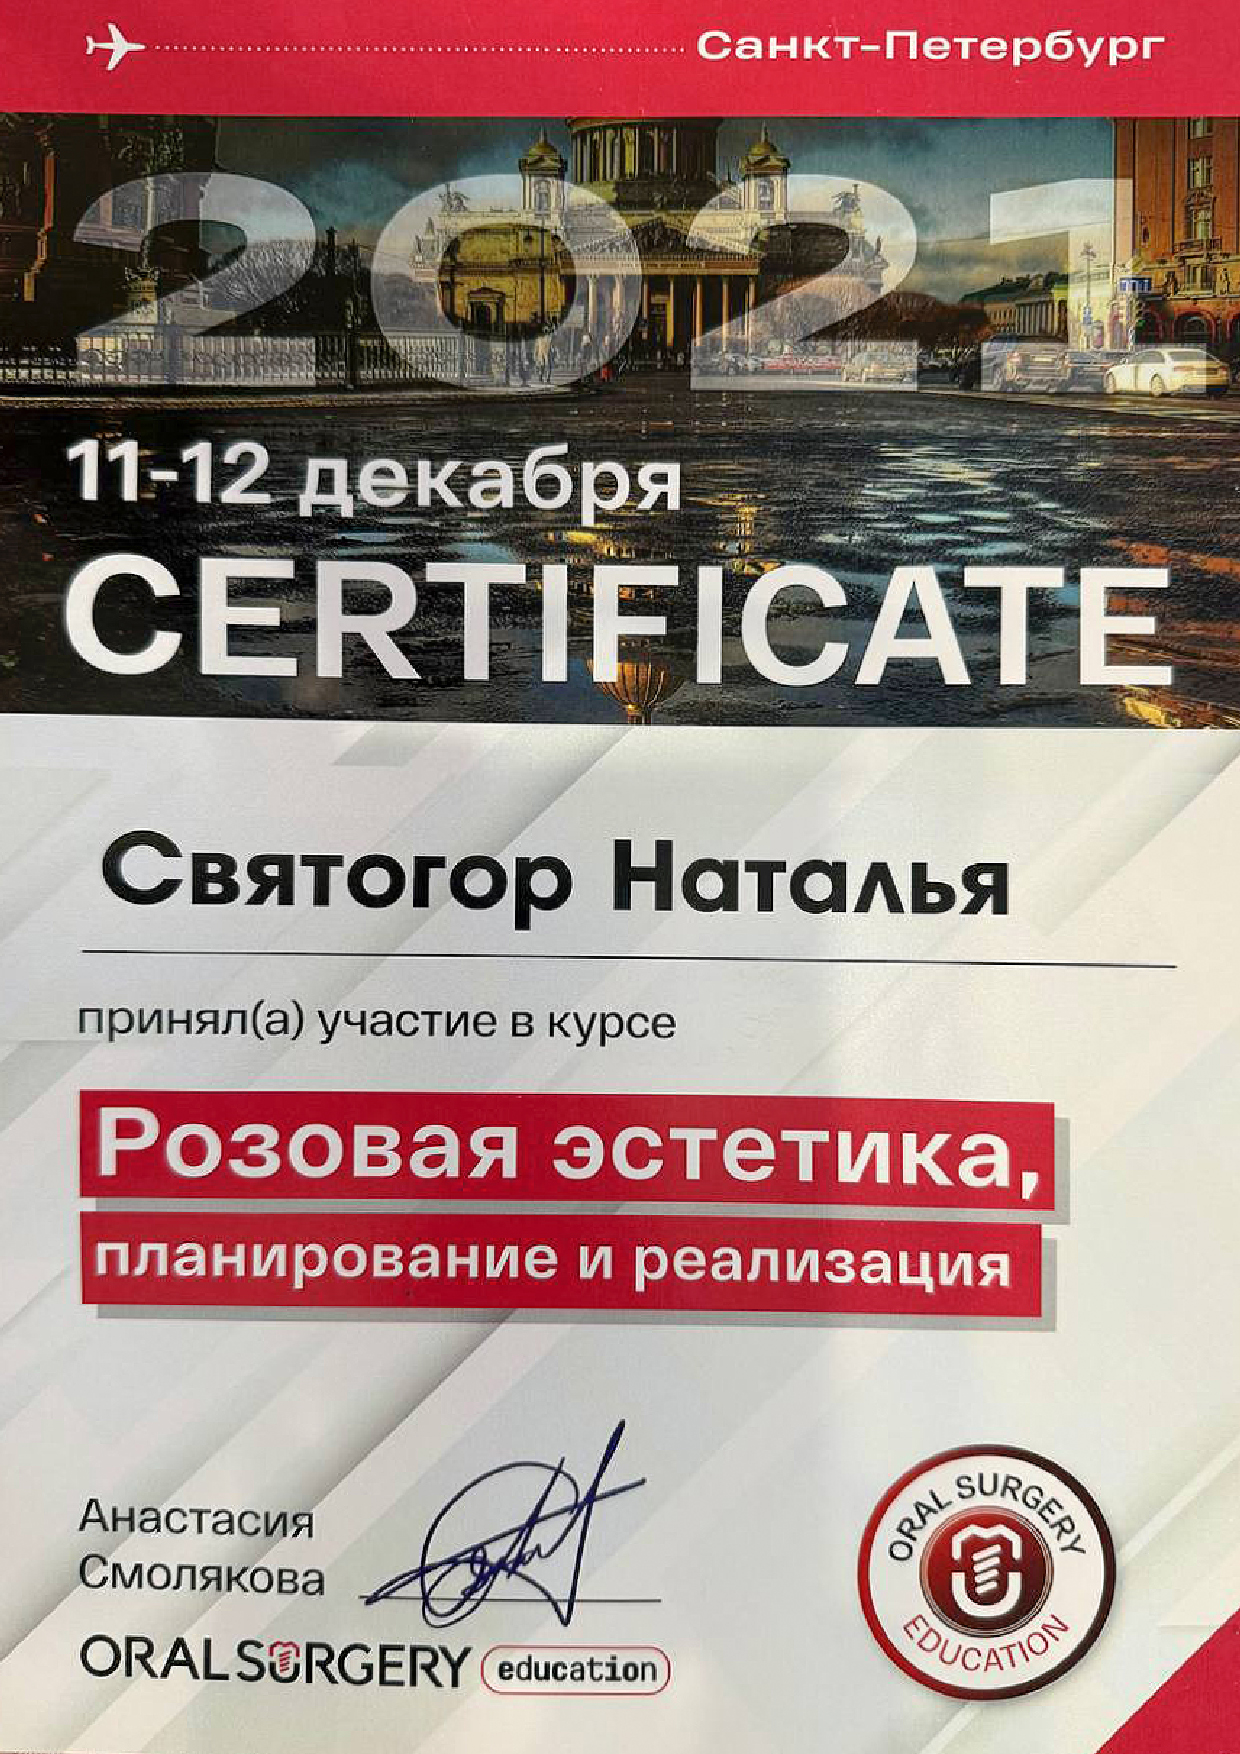 Санкт-Петербург
2021
11-12 декабря
CERTIFICATE
Святогор Наталья
принял(а) участие в курсе
Розовая эстетика,
планирование и реализация
Анастасия
Смолякова
ORAL SURGERY education
ORAL SURGERY
EDUCATION